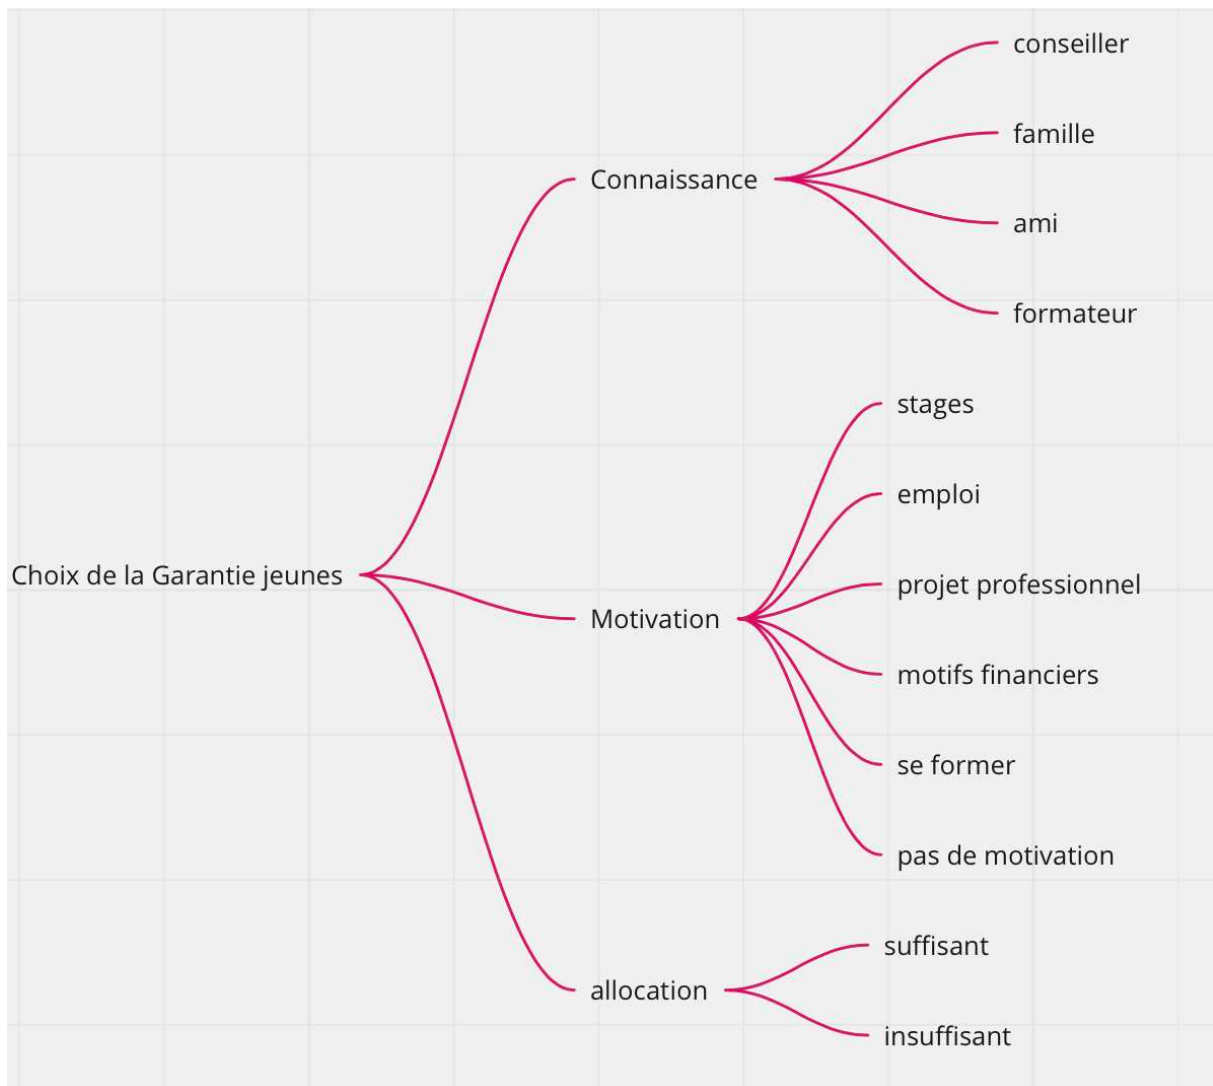 conseiller
famille
Connaissance
ami
formateur
stages
emploi
Choix de la Garantie jeunes
projet professionnel
Motivation
motifs financiers
se former
pas de motivation
suffisant
allocation
insuffisant